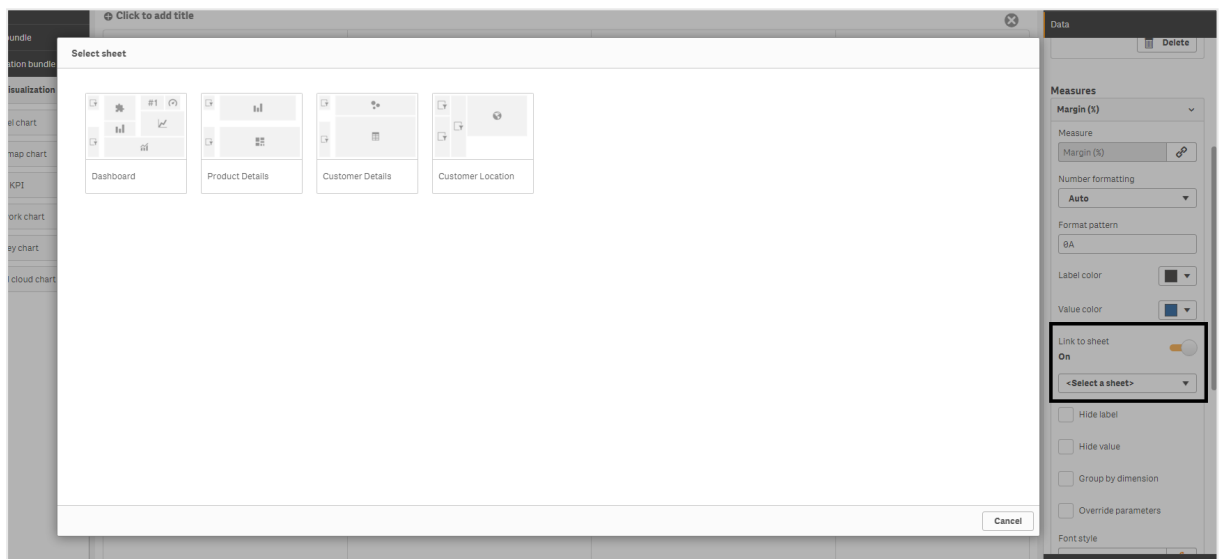 Click to add title
Data
bundle
Delete
Select sheet
ation bundle
isualization
Measures
Margin (%)
#1
el chart
Measure
Margin (%)
map chart
Dashboard
Product Details
Customer Details
Customer Location
Number formatting
KPI
Auto
ork chart
Format pattern
0A
ey chart
Label color
l cloud chart
Value color
Link to sheet
On
<Select a sheet>
Hide label
Hide value
Group by dimension
Override parameters
Cancel
Font style